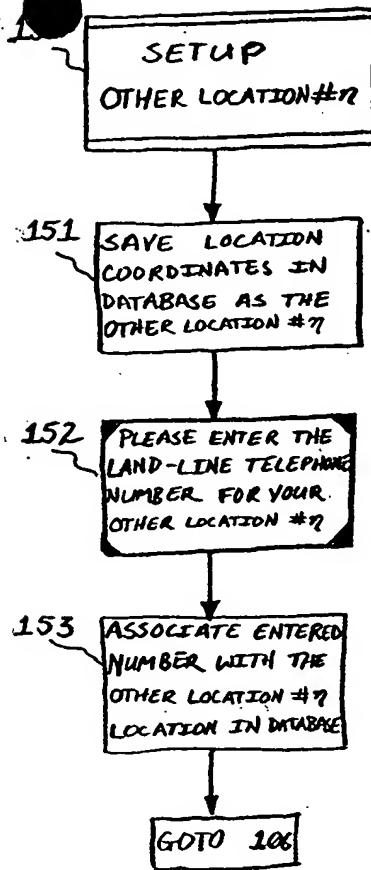 SETUP
OTHER LOCATION #n
151
SAVE LOCATION
COORDINATES IN
DATABASE AS THE
OTHER LOCATION #n
152
PLEASE ENTER THE
LAND-LINE TELEPHONE
NUMBER FOR YOUR
OTHER LOCATION #n
153
ASSOCIATE ENTERED
NUMBER WITH THE
OTHER LOCATION #n
LOCATION IN DATABASE
GOTO 106